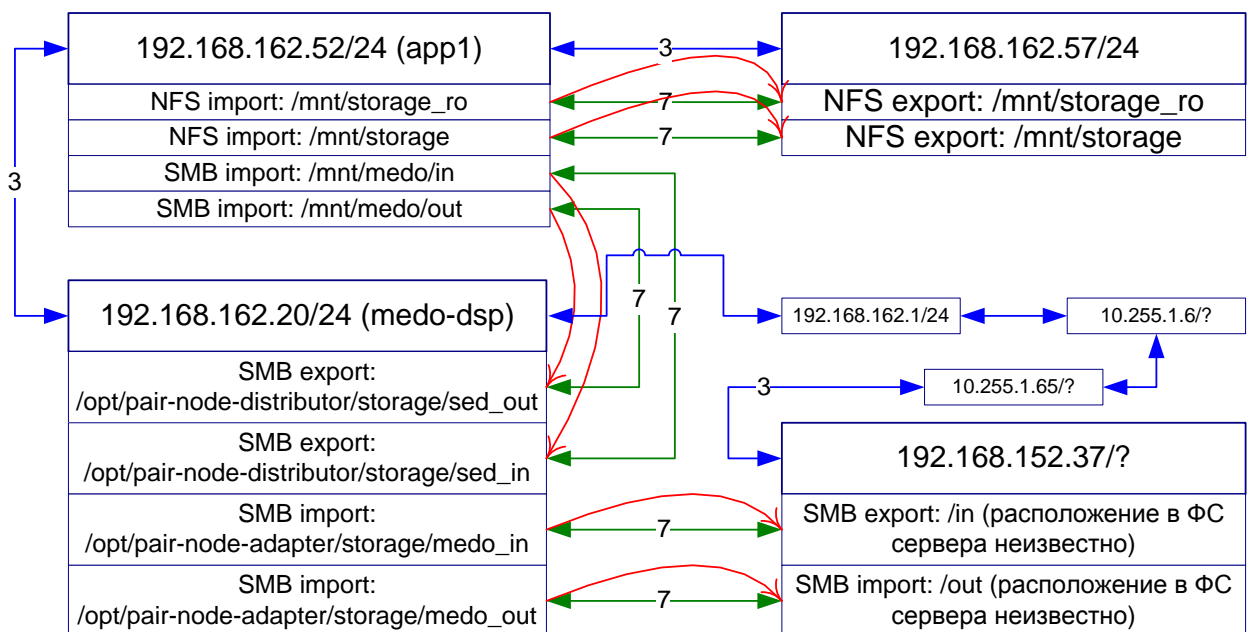 192.168.162.52/24 (app1)
3
192.168.162.57/24
NFS import: /mnt/storage_ro
7
NFS export: /mnt/storage_ro
NFS import: /mnt/storage
7
NFS export: /mnt/storage
SMB import: /mnt/medo/in
3
SMB import: /mnt/medo/out
192.168.162.20/24 (medo-dsp)
7
7
192.168.162.1/24
10.255.1.6/?
SMB export:
/opt/pair-node-distributor/storage/sed_out
3
10.255.1.65/?
SMB export:
/opt/pair-node-distributor/storage/sed_in
192.168.152.37/?
SMB import:
/opt/pair-node-adapter/storage/medo_in
7
SMB export: /in (расположение в ФС
сервера неизвестно)
SMB import:
/opt/pair-node-adapter/storage/medo_out
7
SMB import: /out (расположение в ФС
сервера неизвестно)